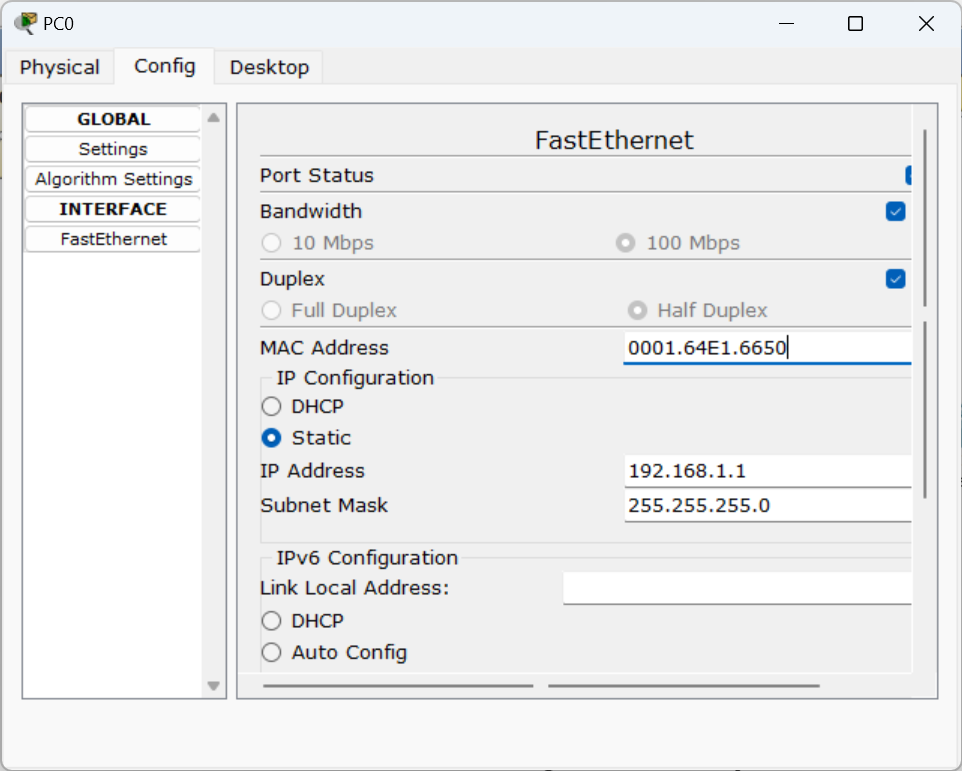 PC0
Physical Config Desktop
GLOBAL
Settings
Algorithm Settings
INTERFACE
FastEthernet
FastEthernet
Port Status
Bandwidth
10 Mbps 100 Mbps
Duplex
Full Duplex Half Duplex
MAC Address 0001.64E1.6650
IP Configuration
DHCP
Static
IP Address 192.168.1.1
Subnet Mask 255.255.255.0
IPv6 Configuration
Link Local Address:
DHCP
Auto Config